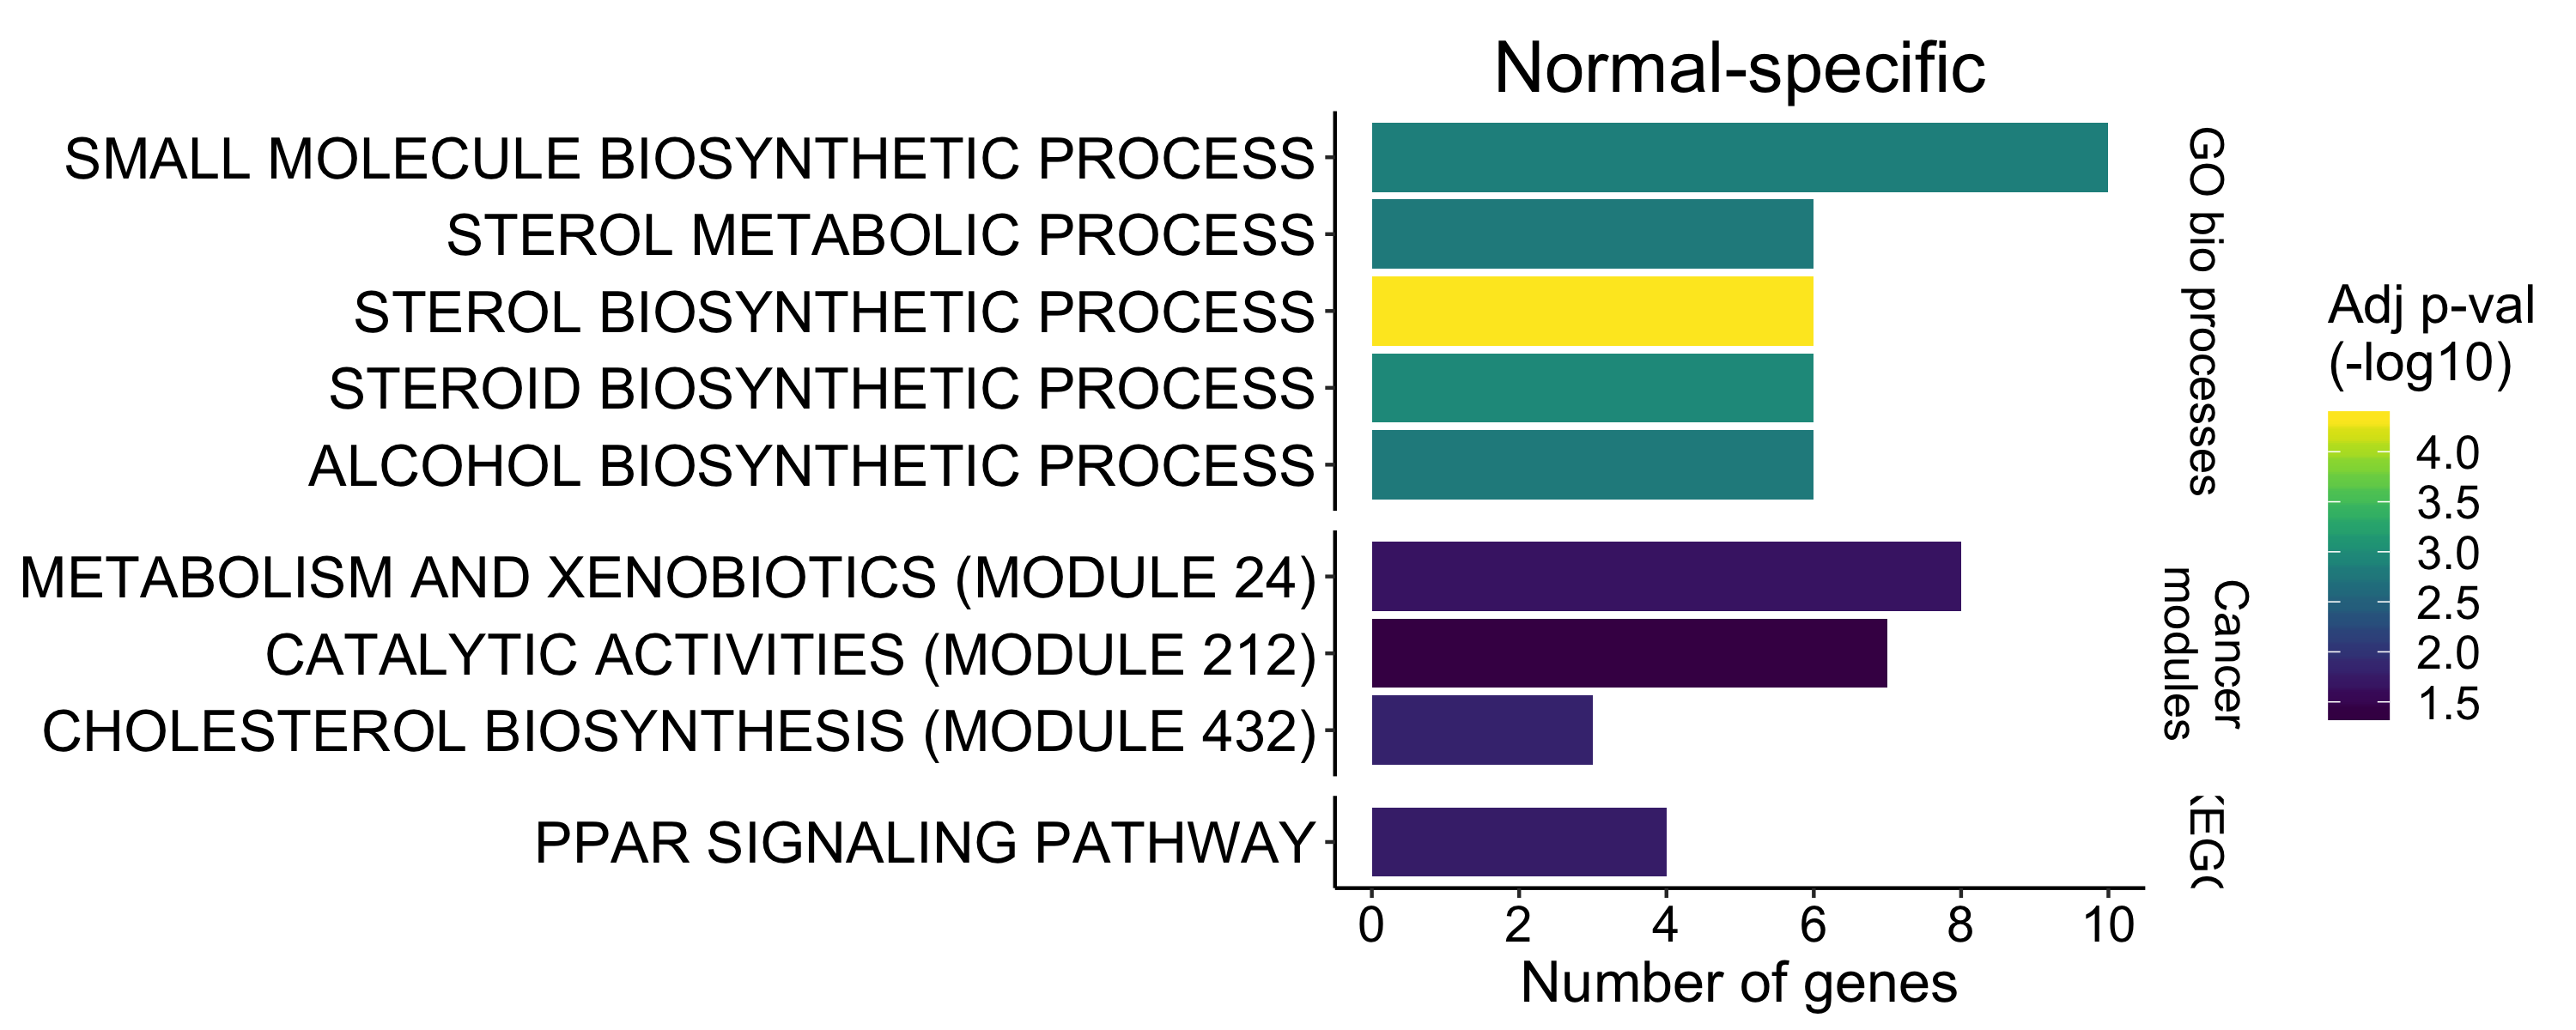 Normal-specific
SMALL MOLECULE BIOSYNTHETIC PROCESS
STEROL METABOLIC PROCESS
STEROL BIOSYNTHETIC PROCESS
STEROID BIOSYNTHETIC PROCESS
ALCOHOL BIOSYNTHETIC PROCESS
GO bio processes
METABOLISM AND XENOBIOTICS (MODULE 24)
CATALYTIC ACTIVITIES (MODULE 212)
CHOLESTEROL BIOSYNTHESIS (MODULE 432)
Cancer
modules
PPAR SIGNALING PATHWAY
0 2 4 6 8 10
Number of genes
Adj p-val
(-log10)
4.0
3.5
3.0
2.5
2.0
1.5